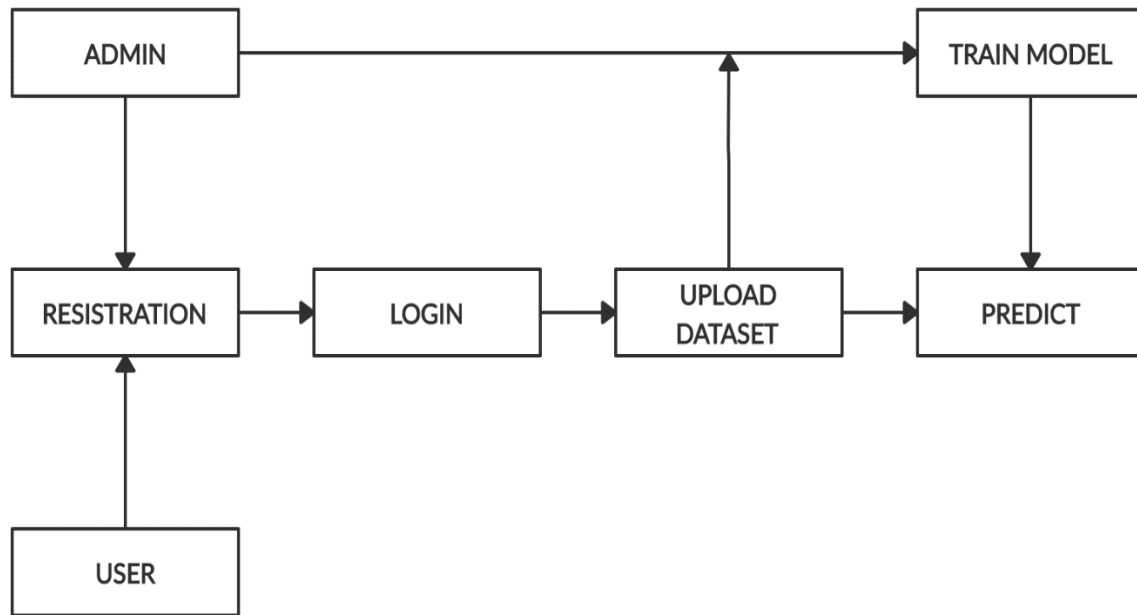 ADMIN
TRAIN MODEL
RESISTRATION
LOGIN
UPLOAD
DATASET
PREDICT
USER